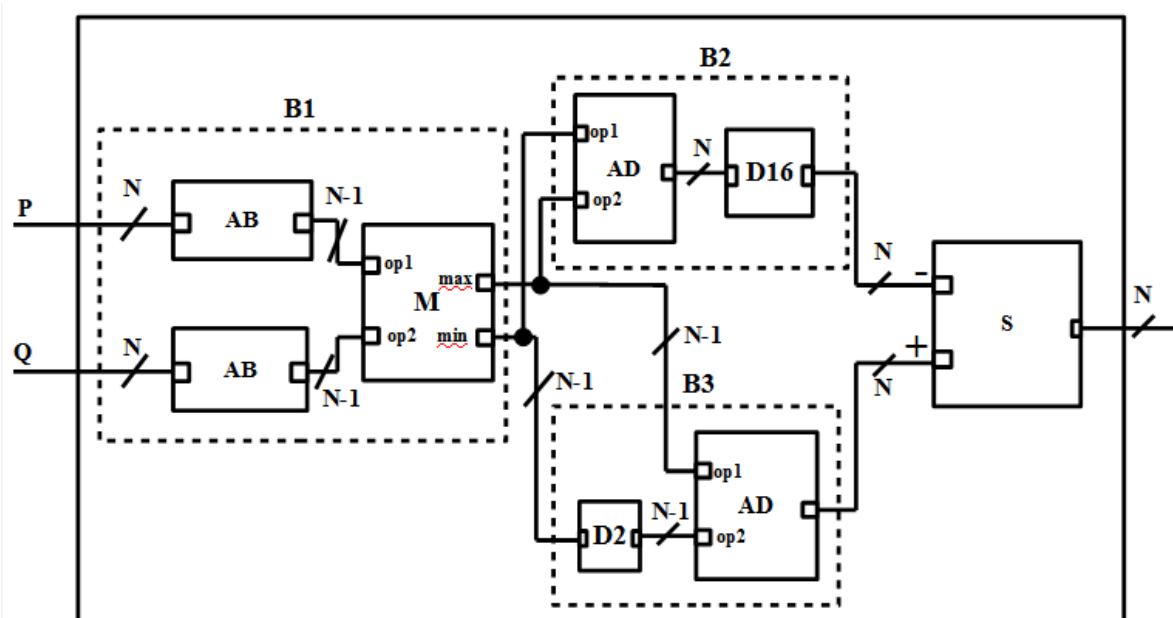 B1
P
N
AB
N-1
op1
M
max
op2
min
Q
N
AB
N-1
B2
op1
AD
op2
N
D16
N
-
S
N
+
N
N-1
N-1
B3
D2
N-1
op1
AD
op2